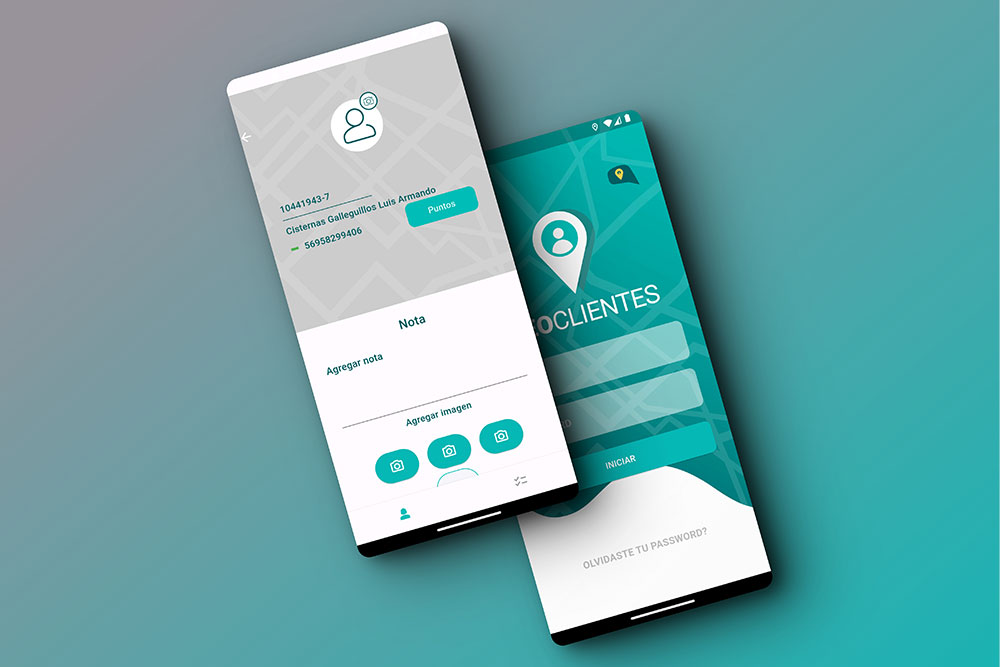 10441943-7
Cisternas Galleguillos Luis Armando
56958299406
Puntos
Nota
Agregar nota
Agregar imagen
OCLIENTES
INICIAR
OLVIDASTE TU PASSWORD?